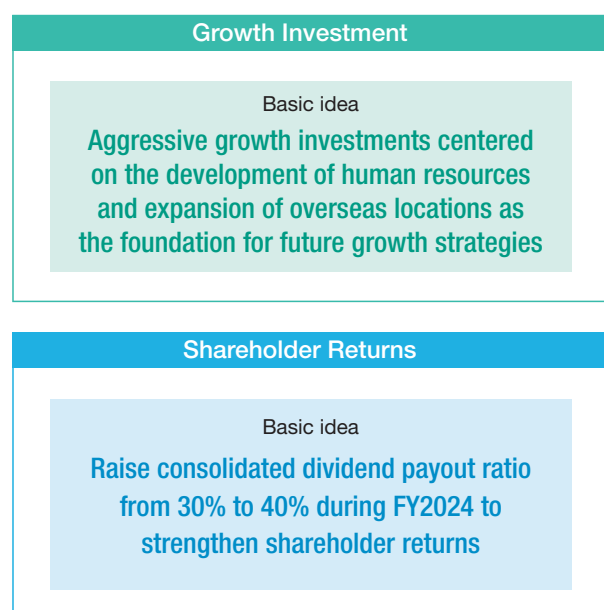 Growth Investment
Basic idea
Aggressive growth investments centered
on the development of human resources
and expansion of overseas locations as
the foundation for future growth strategies
Shareholder Returns
Basic idea
Raise consolidated dividend payout ratio
from 30% to 40% during FY2024 to
strengthen shareholder returns